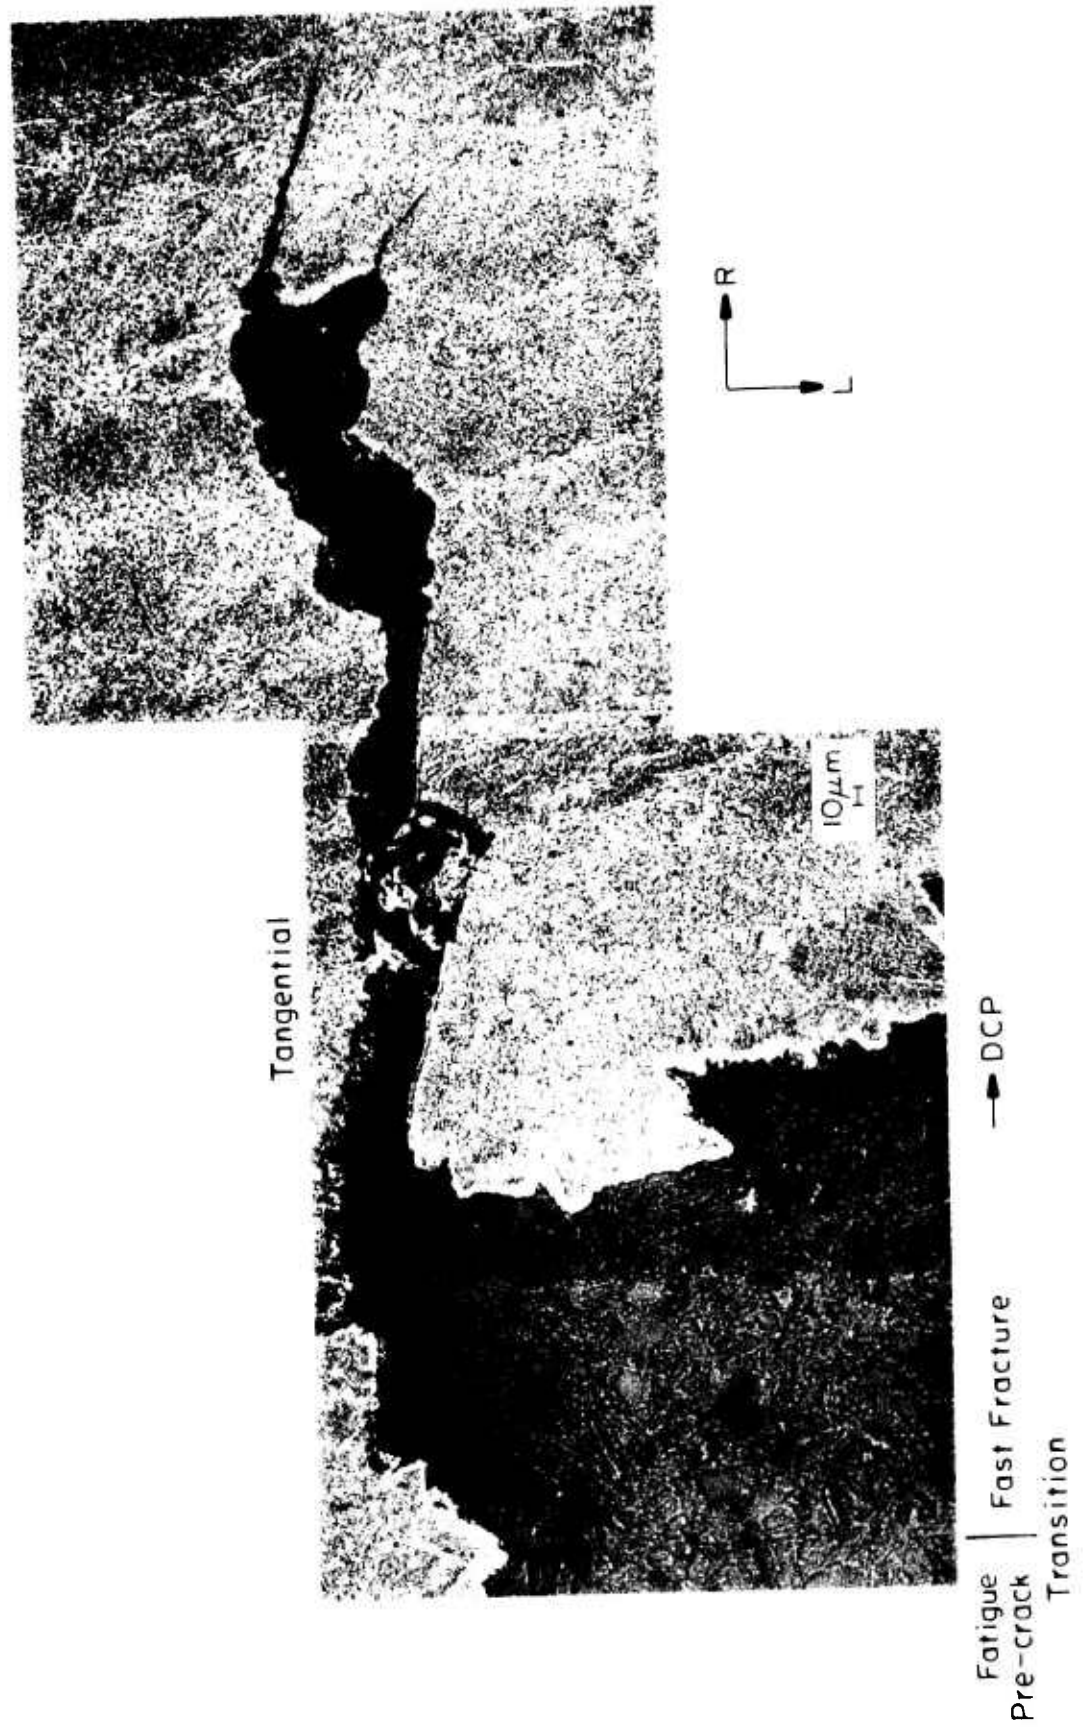 Tangential
R
L
10μm
→ DCP
Fatigue
Pre-crack
Fast Fracture
Transition